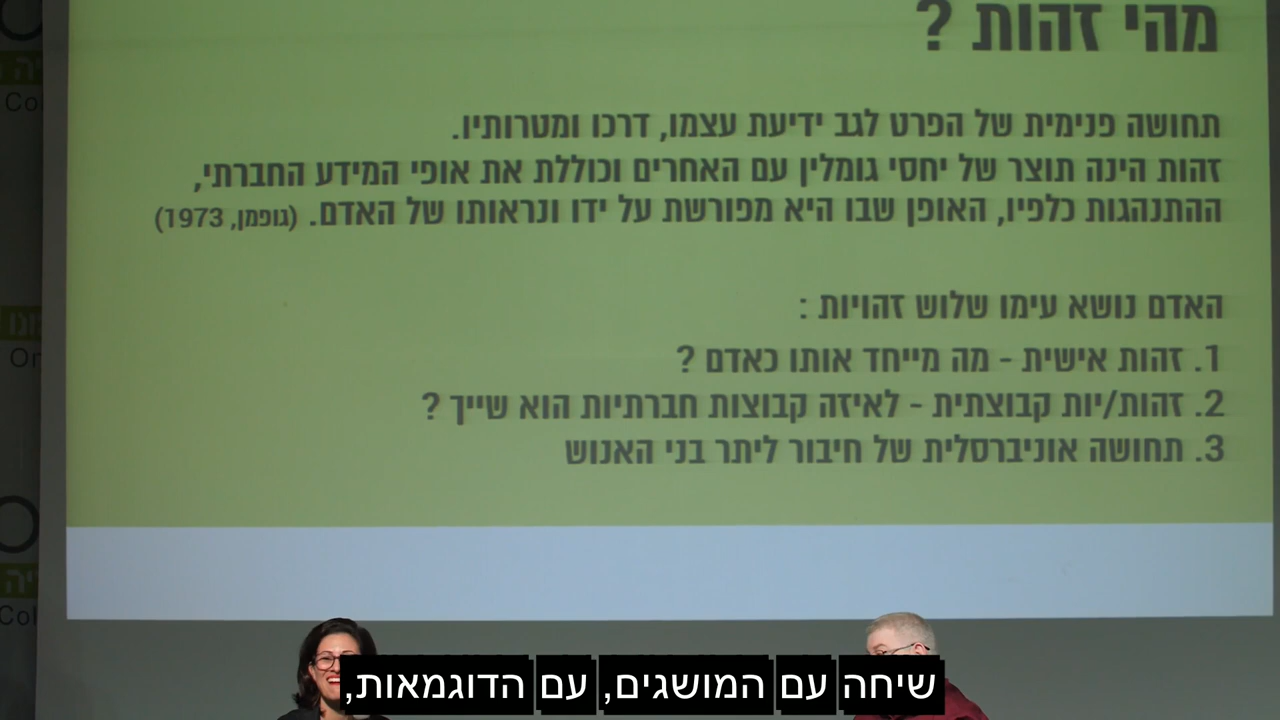 מהי זהות ?
תחושה פנימית של הפרט לגב ידיעת עצמו, דרכו ומטרותיו.
זהות הינה תוצר של יחסי גומלין עם האחרים וכוללת את אופי המידע החברתי,
ההתנהגות כלפיו, האופן שבו היא מפורשת על ידו ונראותו של האדם. (גופמן, 1973)
האדם נושא עימו שלוש זהויות :
1. זהות אישית - מה מייחד אותו כאדם ?
2. זהות/יות קבוצתית - לאיזה קבוצות חברתיות הוא שייך ?
3. תחושה אוניברסלית של חיבור ליתר בני האנוש
שיחה עם המושגים, עם הדוגמאות,